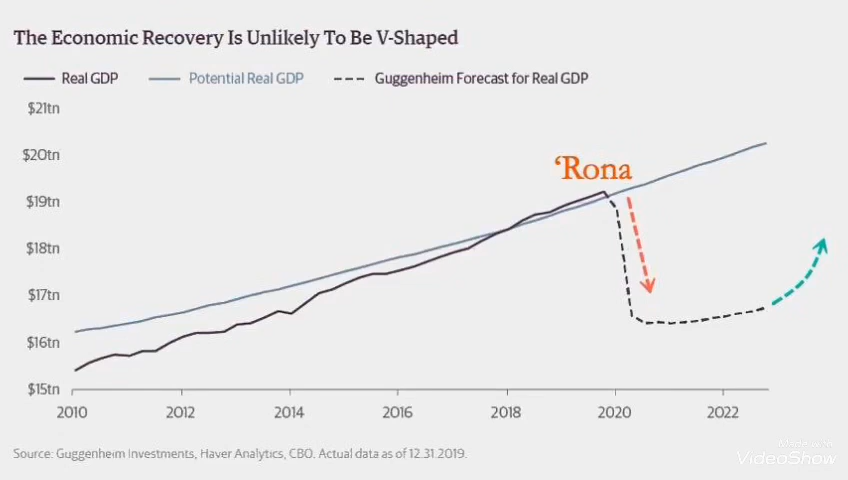 The Economic Recovery Is Unlikely To Be V-Shaped
Real GDP Potential Real GDP Guggenheim Forecast for Real GDP
$21tn
$20tn
‘Rona
$19tn
$18tn
$17tn
$16tn
$15tn
2010 2012 2014 2016 2018 2020 2022
Source: Guggenheim Investments, Haver Analytics, CBO. Actual data as of 12.31.2019.
Made with
VideoShow